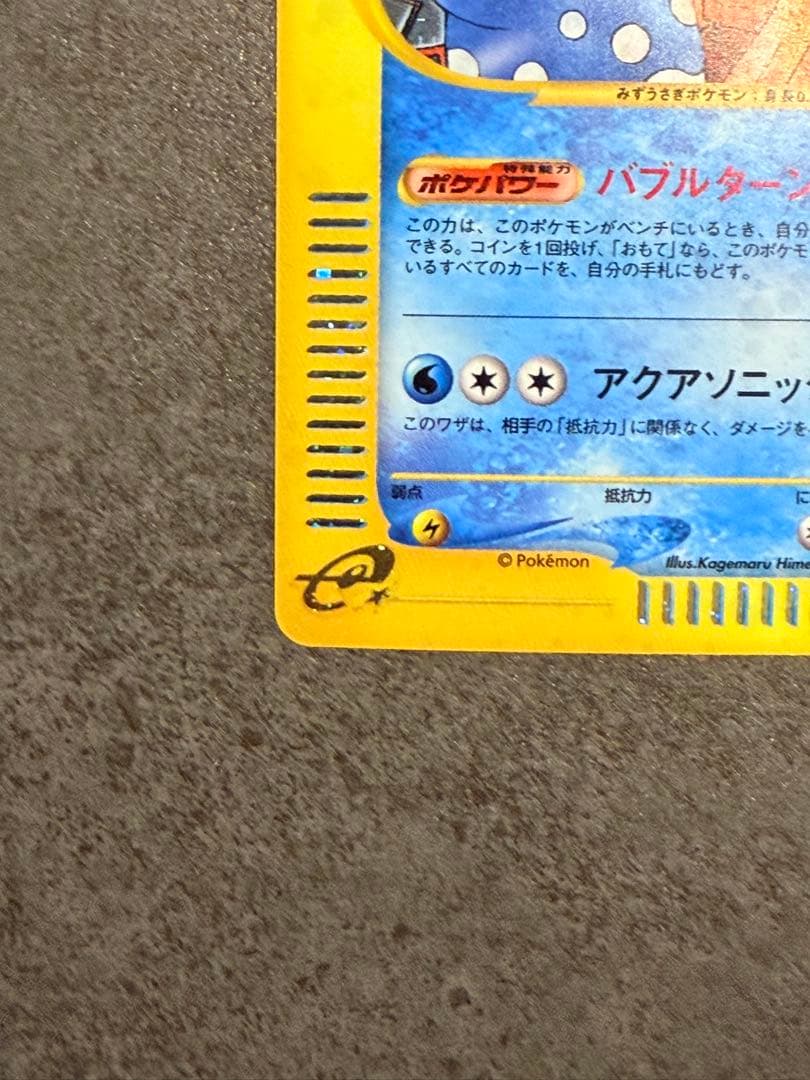 みずうさぎポケモン:身長0.
特殊能力
ポケパワー バブルターン
この力は、このポケモンがベンチにいるとき、自分
できる。コインを1回投げ、「おもて」なら、このポケモ
いるすべてのカードを、自分の手札にもどす。
アクアソニッ
このワザは、相手の「抵抗力」に関係なく、ダメージを
弱点 抵抗力 に
© Pokémon Illus.Kagemaru Hime
e